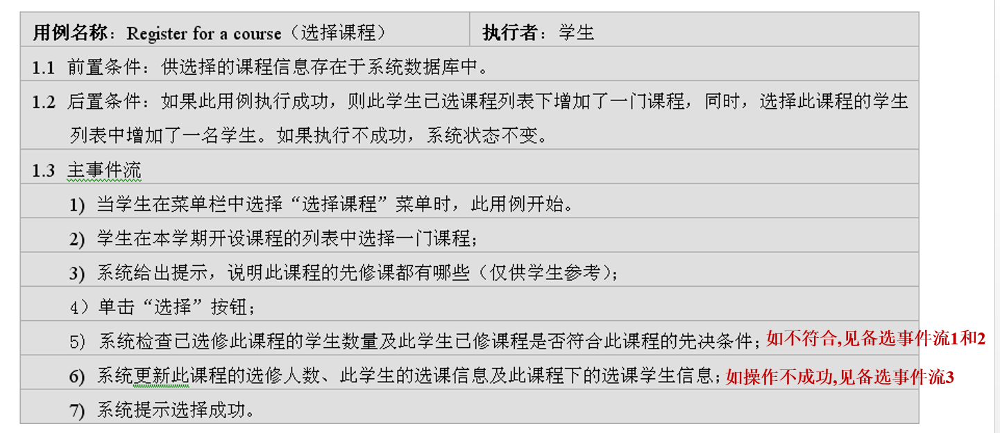 用例名称：Register for a course（选择课程） 执行者：学生
1.1 前置条件：供选择的课程信息存在于系统数据库中。
1.2 后置条件：如果此用例执行成功，则此学生已选课程列表下增加了一门课程，同时，选择此课程的学生
列表中增加了一名学生。如果执行不成功，系统状态不变。
1.3 主事件流
1) 当学生在菜单栏中选择“选择课程”菜单时，此用例开始。
2) 学生在本学期开设课程的列表中选择一门课程；
3) 系统给出提示，说明此课程的先修课都有哪些（仅供学生参考）；
4）单击“选择”按钮；
5) 系统检查已选修此课程的学生数量及此学生已修课程是否符合此课程的先决条件；如不符合,见备选事件流1和2
6) 系统更新此课程的选修人数、此学生的选课信息及此课程下的选课学生信息；如操作不成功,见备选事件流3
7) 系统提示选择成功。